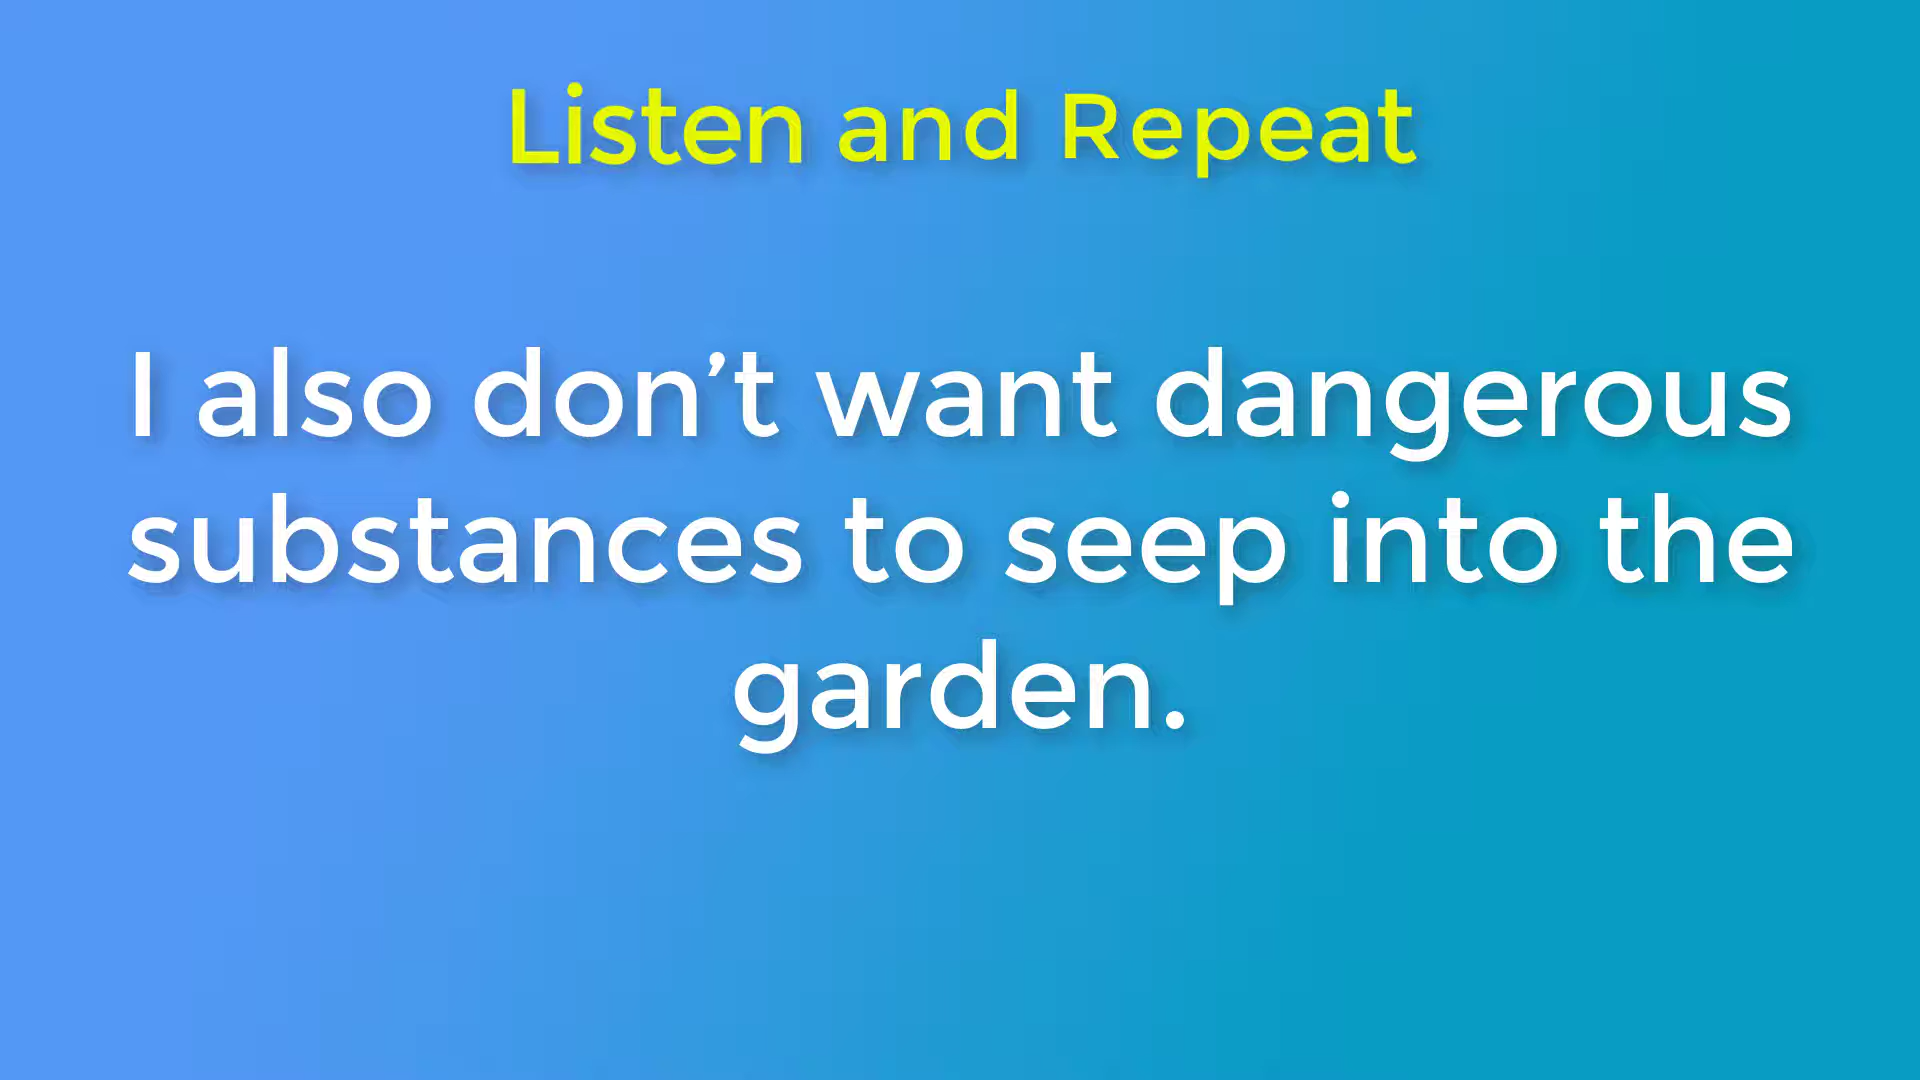 Listen and Repeat
I also don’t want dangerous
substances to seep into the
garden.